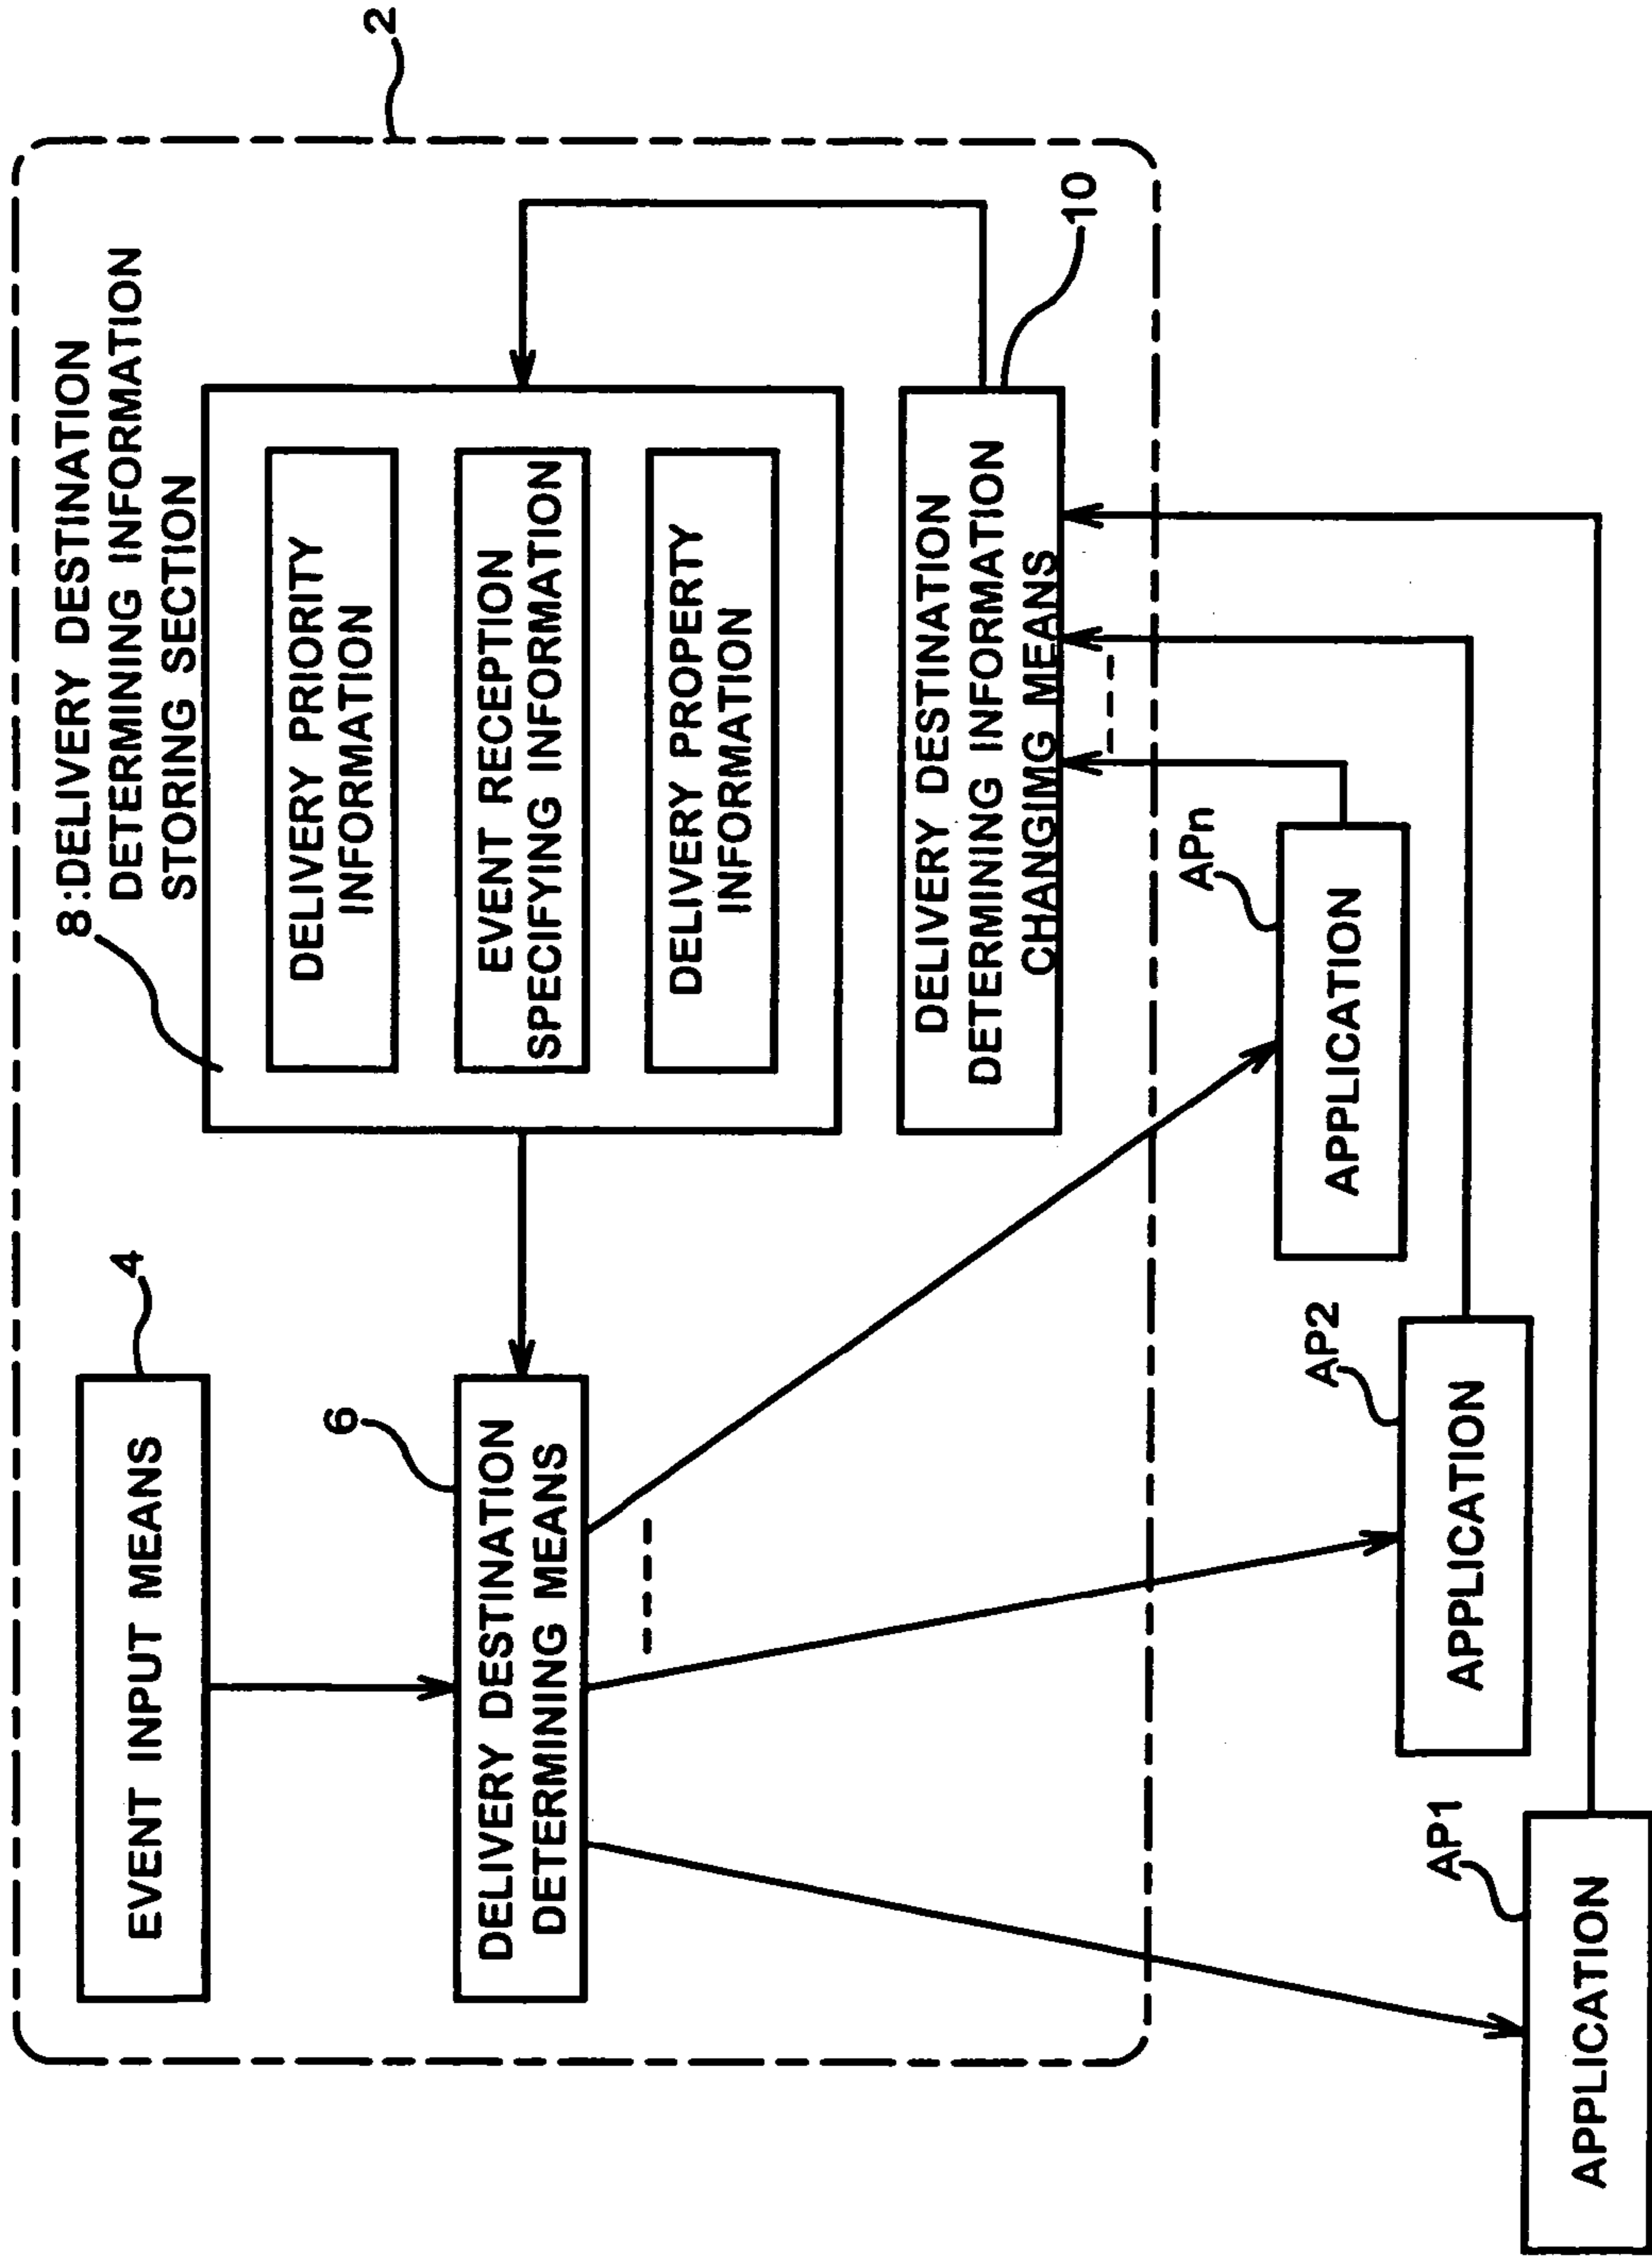 2
4
EVENT INPUT MEANS
6
DELIVERY DESTINATION
DETERMINING MEANS
8:DELIVERY DESTINATION
DETERMINING INFORMATION
STORING SECTION
DELIVERY PRIORITY
INFORMATION
EVENT RECEPTION
SPECIFYING INFORMATION
DELIVERY PROPERTY
INFORMATION
10
DELIVERY DESTINATION
DETERMINING INFORMATION
CHANGIMG MEANS
APn
APPLICATION
AP2
APPLICATION
AP1
APPLICATION